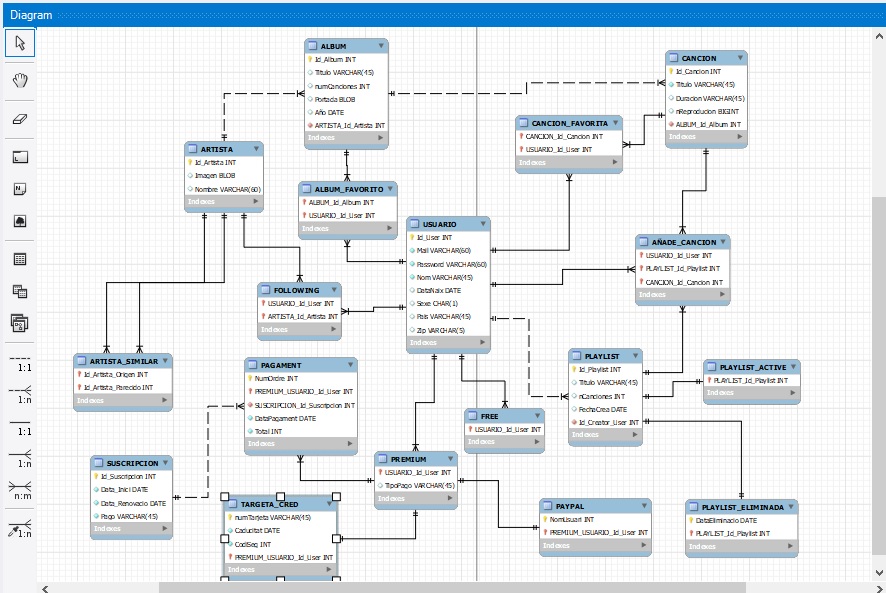 Diagram
ALBUM
Id_Album INT
Titulo VARCHAR(45)
numCanciones INT
Portada BLOB
Año DATE
ARTISTA_Id_Artista INT
Indexes
CANCION
Id_Cancion INT
Titulo VARCHAR(45)
Duracion VARCHAR(45)
nReproducion BIGINT
ALBUM_Id_Album INT
Indexes
CANCION_FAVORITA
CANCION_Id_Cancion INT
USUARIO_Id_User INT
Indexes
ARTISTA
Id_Artista INT
Imagen BLOB
Nombre VARCHAR(60)
Indexes
ALBUM_FAVORITO
ALBUM_Id_Album INT
USUARIO_Id_User INT
Indexes
USUARIO
Id_User INT
Mail VARCHAR(60)
Password VARCHAR(60)
Nom VARCHAR(45)
DataNaix DATE
Sexe CHAR(1)
Pais VARCHAR(45)
Zip VARCHAR(5)
Indexes
AÑADE_CANCION
USUARIO_Id_User INT
PLAYLIST_Id_Playlist INT
CANCION_Id_Cancion INT
Indexes
FOLLOWING
USUARIO_Id_User INT
ARTISTA_Id_Artista INT
Indexes
ARTISTA_SIMILAR
Id_Artista_Origen INT
Id_Artista_Parecido INT
Indexes
PAGAMENT
NumOrdre INT
PREMIUM_USUARIO_Id_User INT
SUSCRIPCION_Id_Suscripcion INT
DataPagament DATE
Total INT
Indexes
PLAYLIST
Id_Playlist INT
Titulo VARCHAR(45)
nCanciones INT
FechaCrea DATE
Id_Creator_User INT
Indexes
PLAYLIST_ACTIVE
PLAYLIST_Id_Playlist INT
Indexes
FREE
USUARIO_Id_User INT
Indexes
SUSCRIPCION
Id_Suscripcion INT
Data_Inici DATE
Data_Renovacio DATE
Pago VARCHAR(45)
Indexes
PREMIUM
USUARIO_Id_User INT
TipoPago VARCHAR(45)
Indexes
TARGETA_CRED
numTarjeta VARCHAR(45)
Caducitat DATE
CodiSeg INT
PREMIUM_USUARIO_Id_User INT
Indexes
PAYPAL
NomUsuari INT
PREMIUM_USUARIO_Id_User INT
Indexes
PLAYLIST_ELIMINADA
DataEliminacio DATE
PLAYLIST_Id_Playlist INT
Indexes
1:1
1:n
1:1
1:n
n:m
1:n